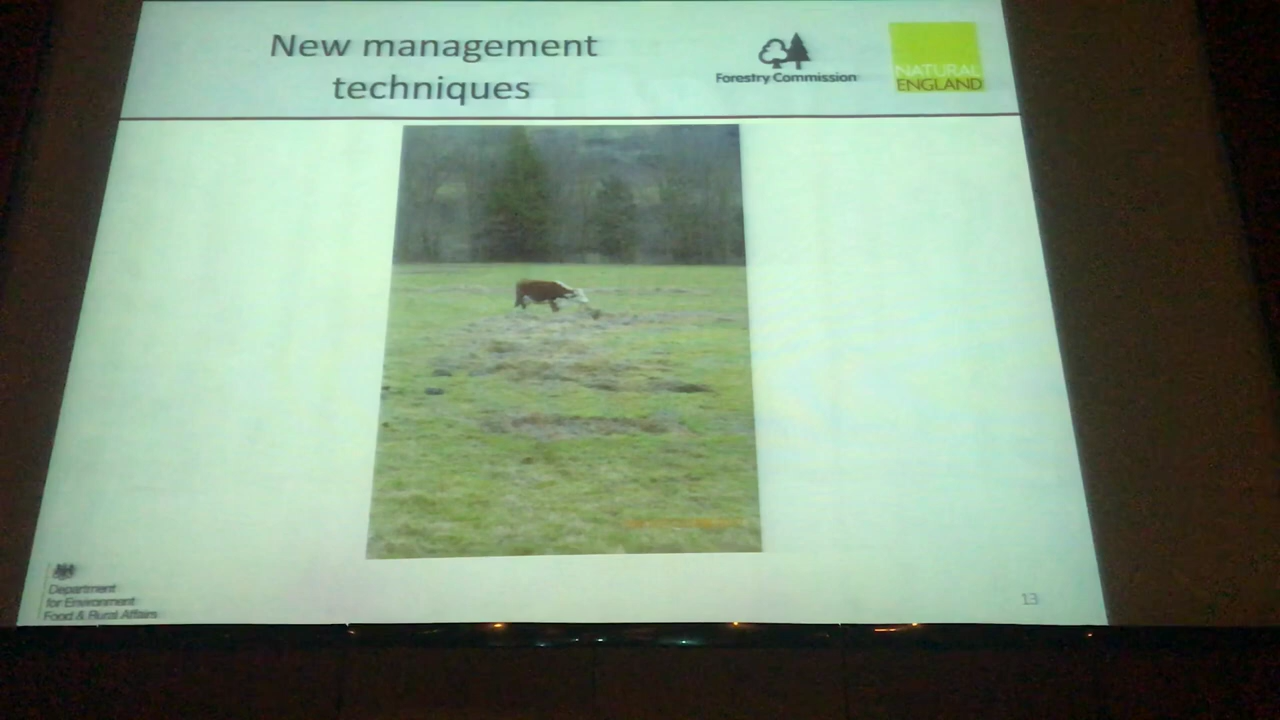 New management
techniques
Forestry Commission
NATURAL
ENGLAND
Department
for Environment
Food & Rural Affairs
13